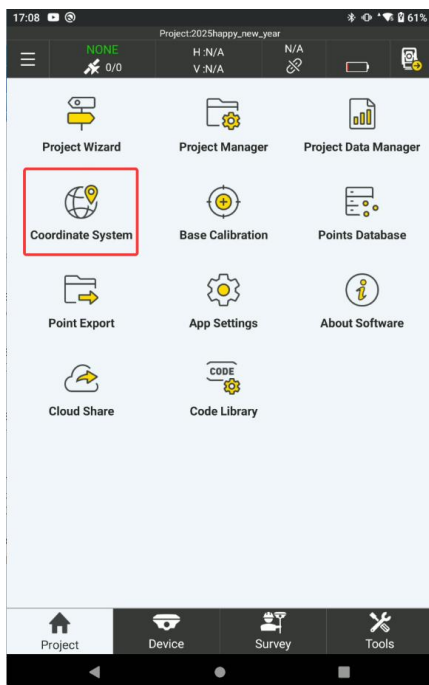 17:08 61%
Project:2025happy_new_year
NONE H :N/A N/A
0/0 V :N/A
Project Wizard Project Manager Project Data Manager
Coordinate System Base Calibration Points Database
Point Export App Settings About Software
CODE
Cloud Share Code Library
Project Device Survey Tools